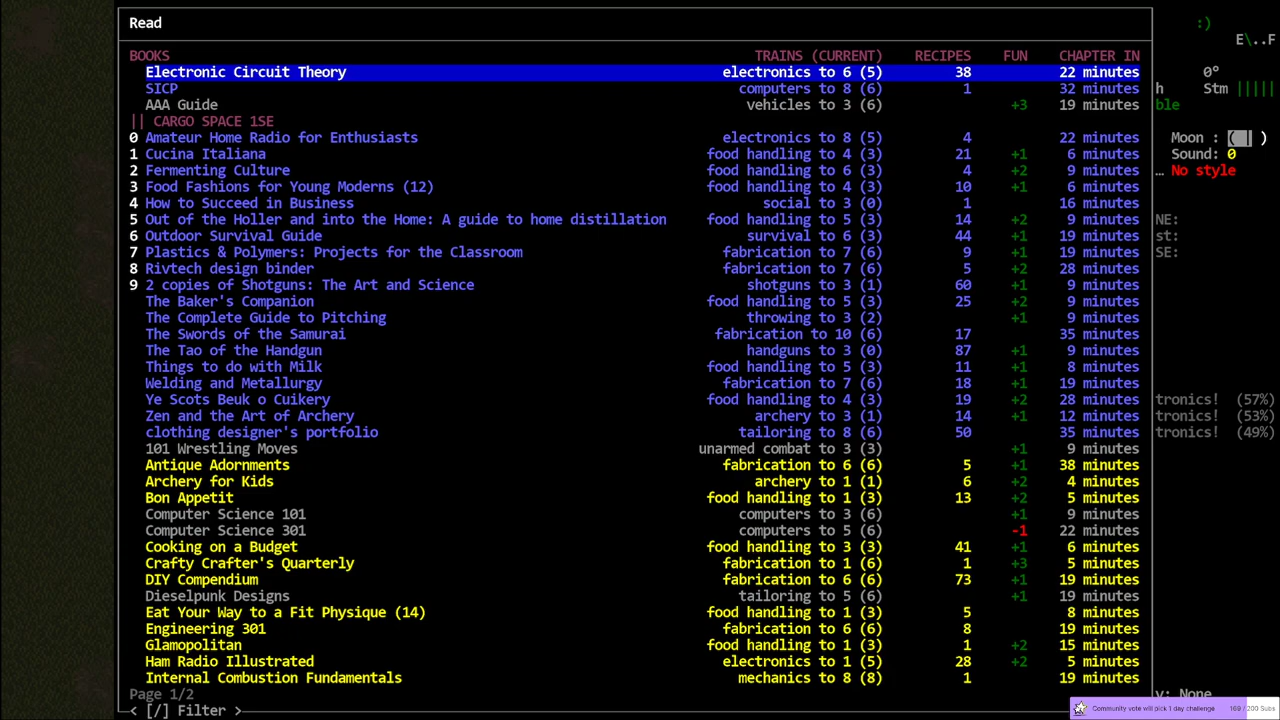 Read
BOOKS TRAINS (CURRENT) RECIPES FUN CHAPTER IN
Electronic Circuit Theory electronics to 6 (5) 38 22 minutes
SICP computers to 8 (6) 1 32 minutes
AAA Guide vehicles to 3 (6) +3 19 minutes
|| CARGO SPACE 1SE
0 Amateur Home Radio for Enthusiasts electronics to 8 (5) 4 22 minutes
1 Cucina Italiana food handling to 4 (3) 21 +1 6 minutes
2 Fermenting Culture food handling to 5 (3) 4 +2 9 minutes
3 Food Fashions for Young Moderns (12) food handling to 4 (3) 10 +1 6 minutes
4 How to Succeed in Business social to 3 (0) 1 16 minutes
5 Out of the Holler and into the Home: A guide to home distillation food handling to 5 (3) 14 +2 9 minutes
6 Outdoor Survival Guide survival to 6 (3) 44 +1 19 minutes
7 Plastics & Polymers: Projects for the Classroom fabrication to 7 (6) 9 +1 19 minutes
8 Rivtech design binder fabrication to 7 (6) 5 +2 28 minutes
9 2 copies of Shotguns: The Art and Science shotguns to 3 (1) 60 +1 9 minutes
The Baker's Companion food handling to 5 (3) 25 +2 9 minutes
The Complete Guide to Pitching throwing to 3 (2) +1 9 minutes
The Swords of the Samurai fabrication to 10 (6) 17 35 minutes
The Tao of the Handgun handguns to 3 (0) 87 +1 9 minutes
Things to do with Milk food handling to 5 (3) 11 +1 8 minutes
Welding and Metallurgy fabrication to 7 (6) 18 +1 19 minutes
Ye Scots Beuk o Cuikery food handling to 4 (3) 19 +2 28 minutes
Zen and the Art of Archery archery to 3 (1) 14 +1 12 minutes
clothing designer's portfolio tailoring to 8 (6) 50 35 minutes
101 Wrestling Moves unarmed combat to 3 (3) +1 9 minutes
Antique Adornments fabrication to 6 (6) 5 +1 38 minutes
Archery for Kids archery to 1 (1) 6 +2 4 minutes
Bon Appetit food handling to 1 (3) 13 +2 5 minutes
Computer Science 101 computers to 3 (6) +1 9 minutes
Computer Science 301 computers to 5 (6) -1 22 minutes
Cooking on a Budget food handling to 3 (3) 41 +1 6 minutes
Crafty Crafter's Quarterly fabrication to 1 (6) 1 +3 5 minutes
DIY Compendium fabrication to 6 (6) 73 +1 19 minutes
Dieselpunk Designs tailoring to 5 (6) +1 19 minutes
Eat Your Way to a Fit Physique (14) food handling to 1 (3) 5 8 minutes
Engineering 301 fabrication to 6 (6) 8 19 minutes
Glamopolitan food handling to 1 (3) 1 +2 15 minutes
Ham Radio Illustrated electronics to 1 (5) 28 +2 5 minutes
Internal Combustion Fundamentals mechanics to 8 (8) 1 19 minutes
Page 1/2
< [/] Filter >
:)
E\..F
0°
h Stm |||||
ble
Moon : ( | )
Sound: 0
… No style
NE:
st:
SE:
tronics! (57%)
tronics! (53%)
tronics! (49%)
v: None
Community vote will pick 1 day challenge 169 / 200 Subs